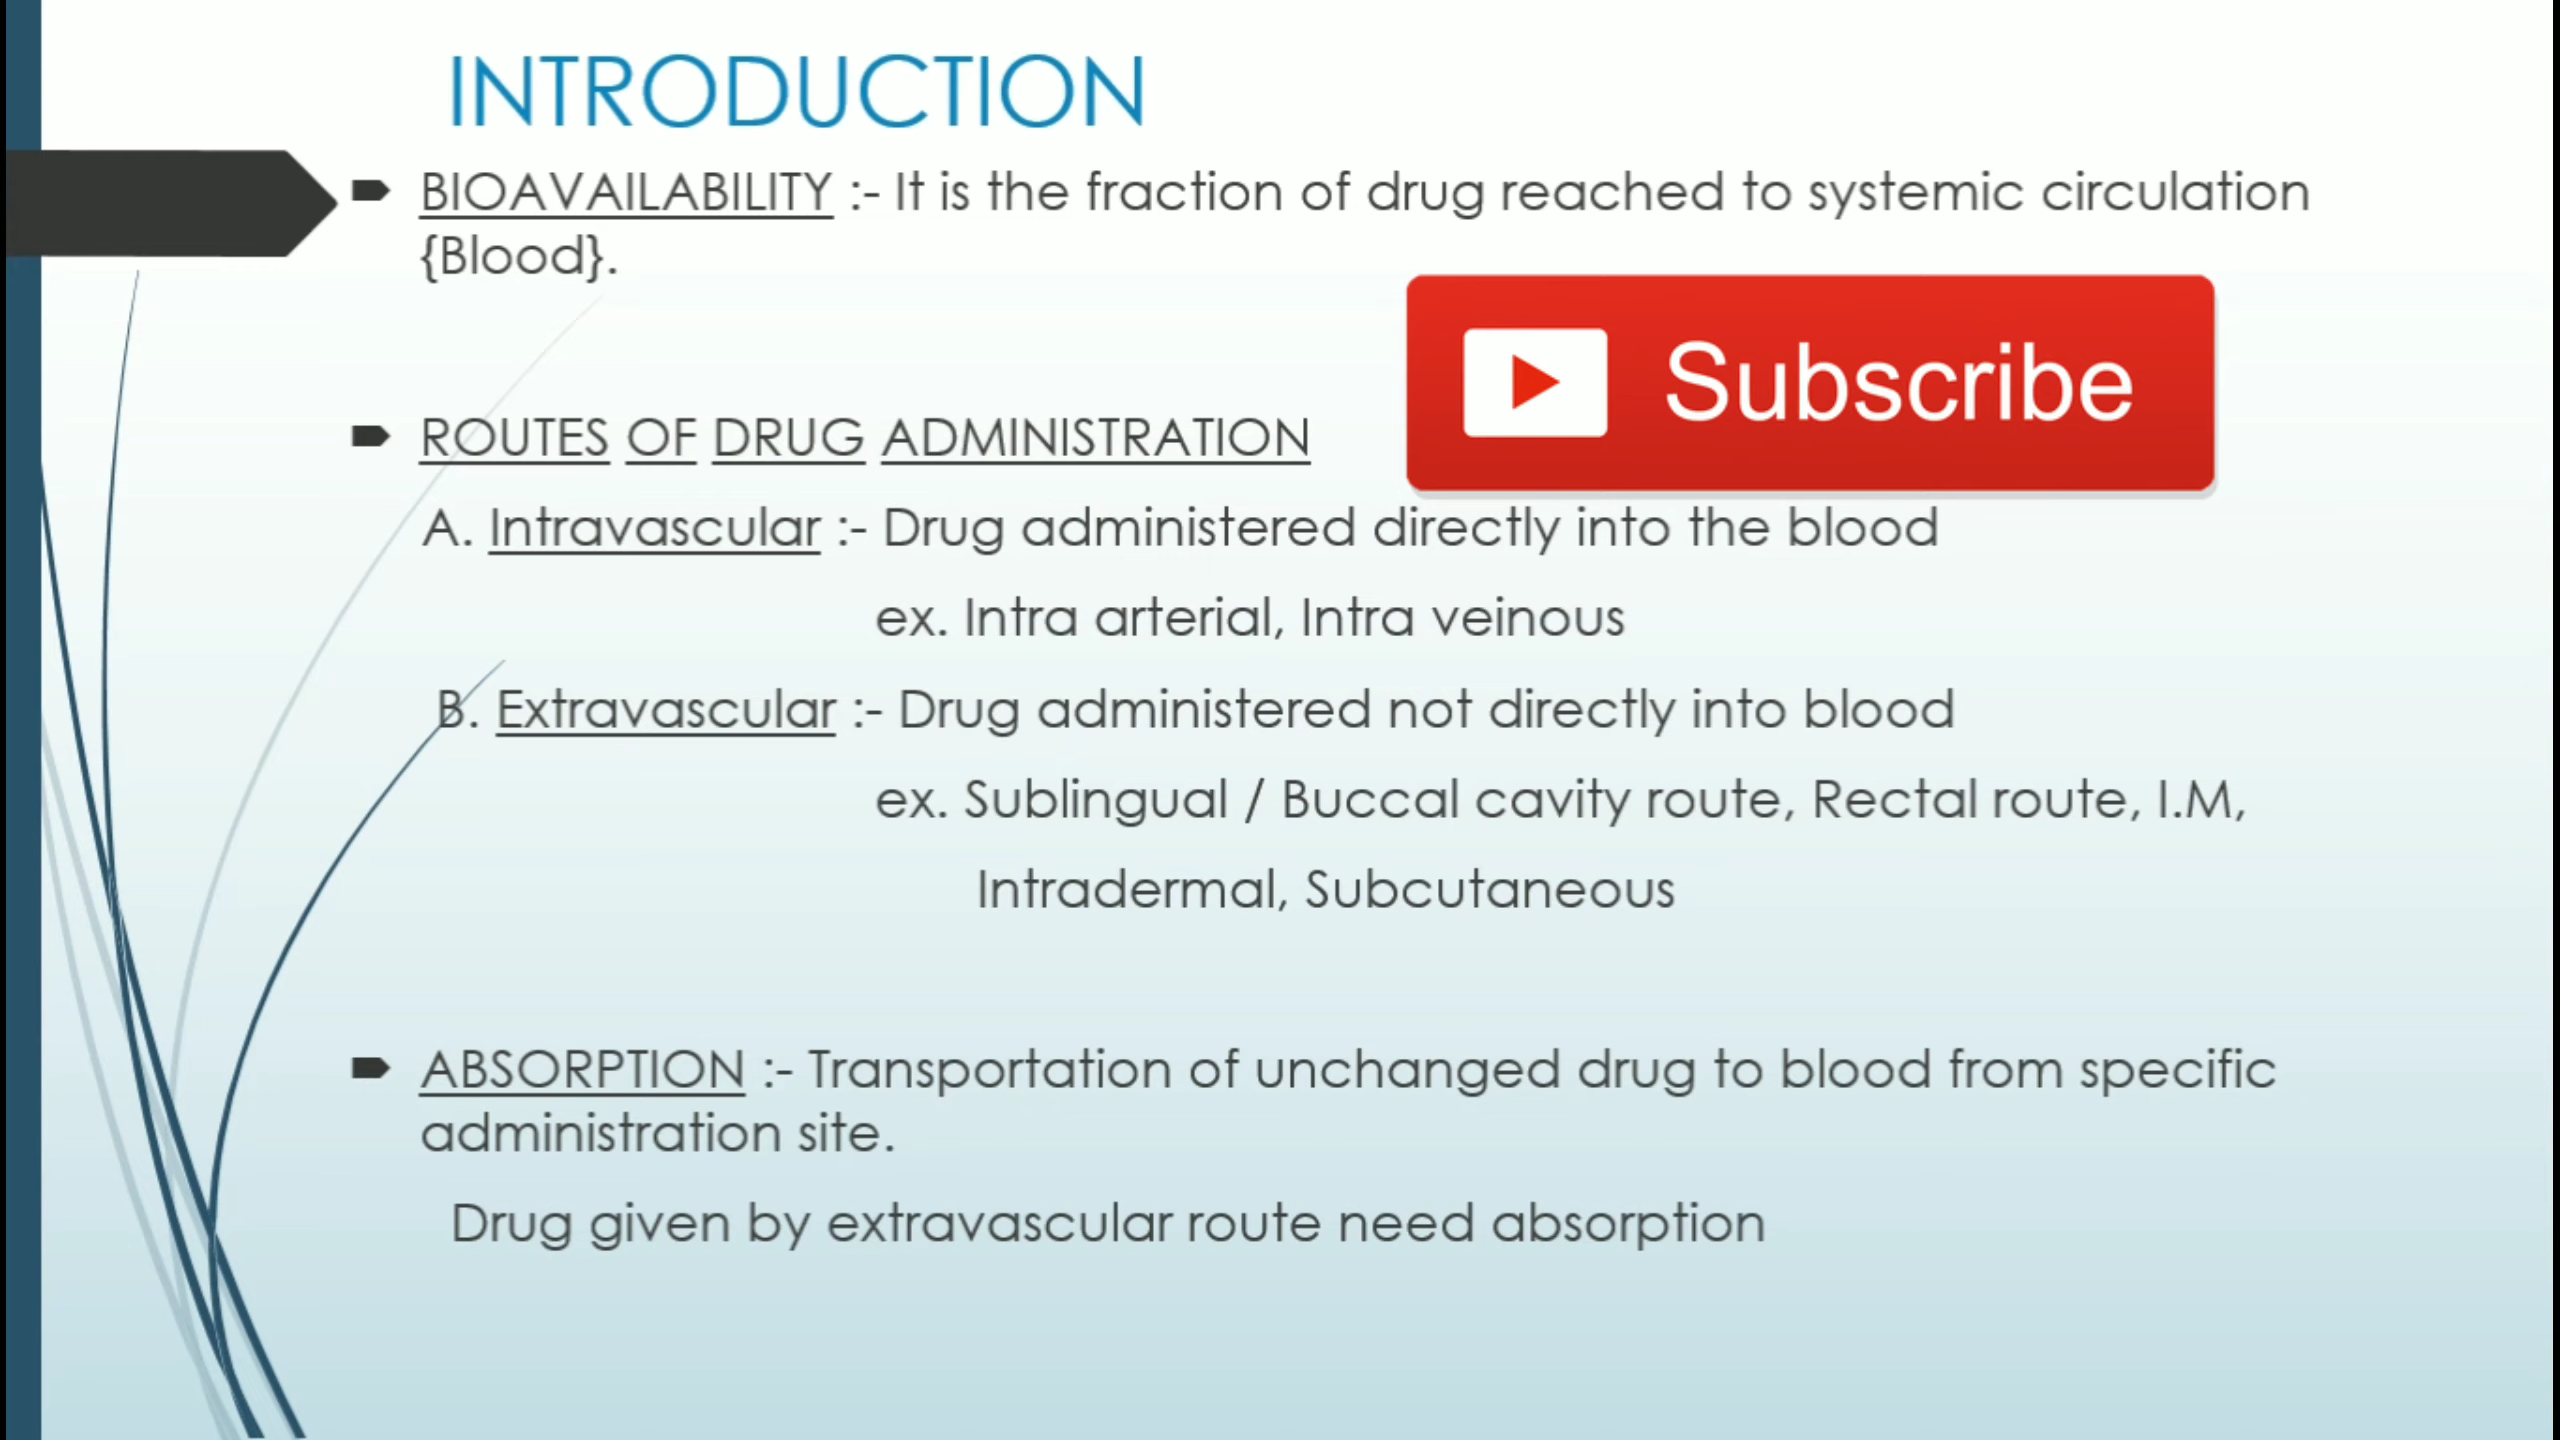 INTRODUCTION
BIOAVAILABILITY :- It is the fraction of drug reached to systemic circulation
{Blood}.
Subscribe
ROUTES OF DRUG ADMINISTRATION
A. Intravascular :- Drug administered directly into the blood
ex. Intra arterial, Intra veinous
B. Extravascular :- Drug administered not directly into blood
ex. Sublingual / Buccal cavity route, Rectal route, I.M,
Intradermal, Subcutaneous
ABSORPTION :- Transportation of unchanged drug to blood from specific
administration site.
Drug given by extravascular route need absorption